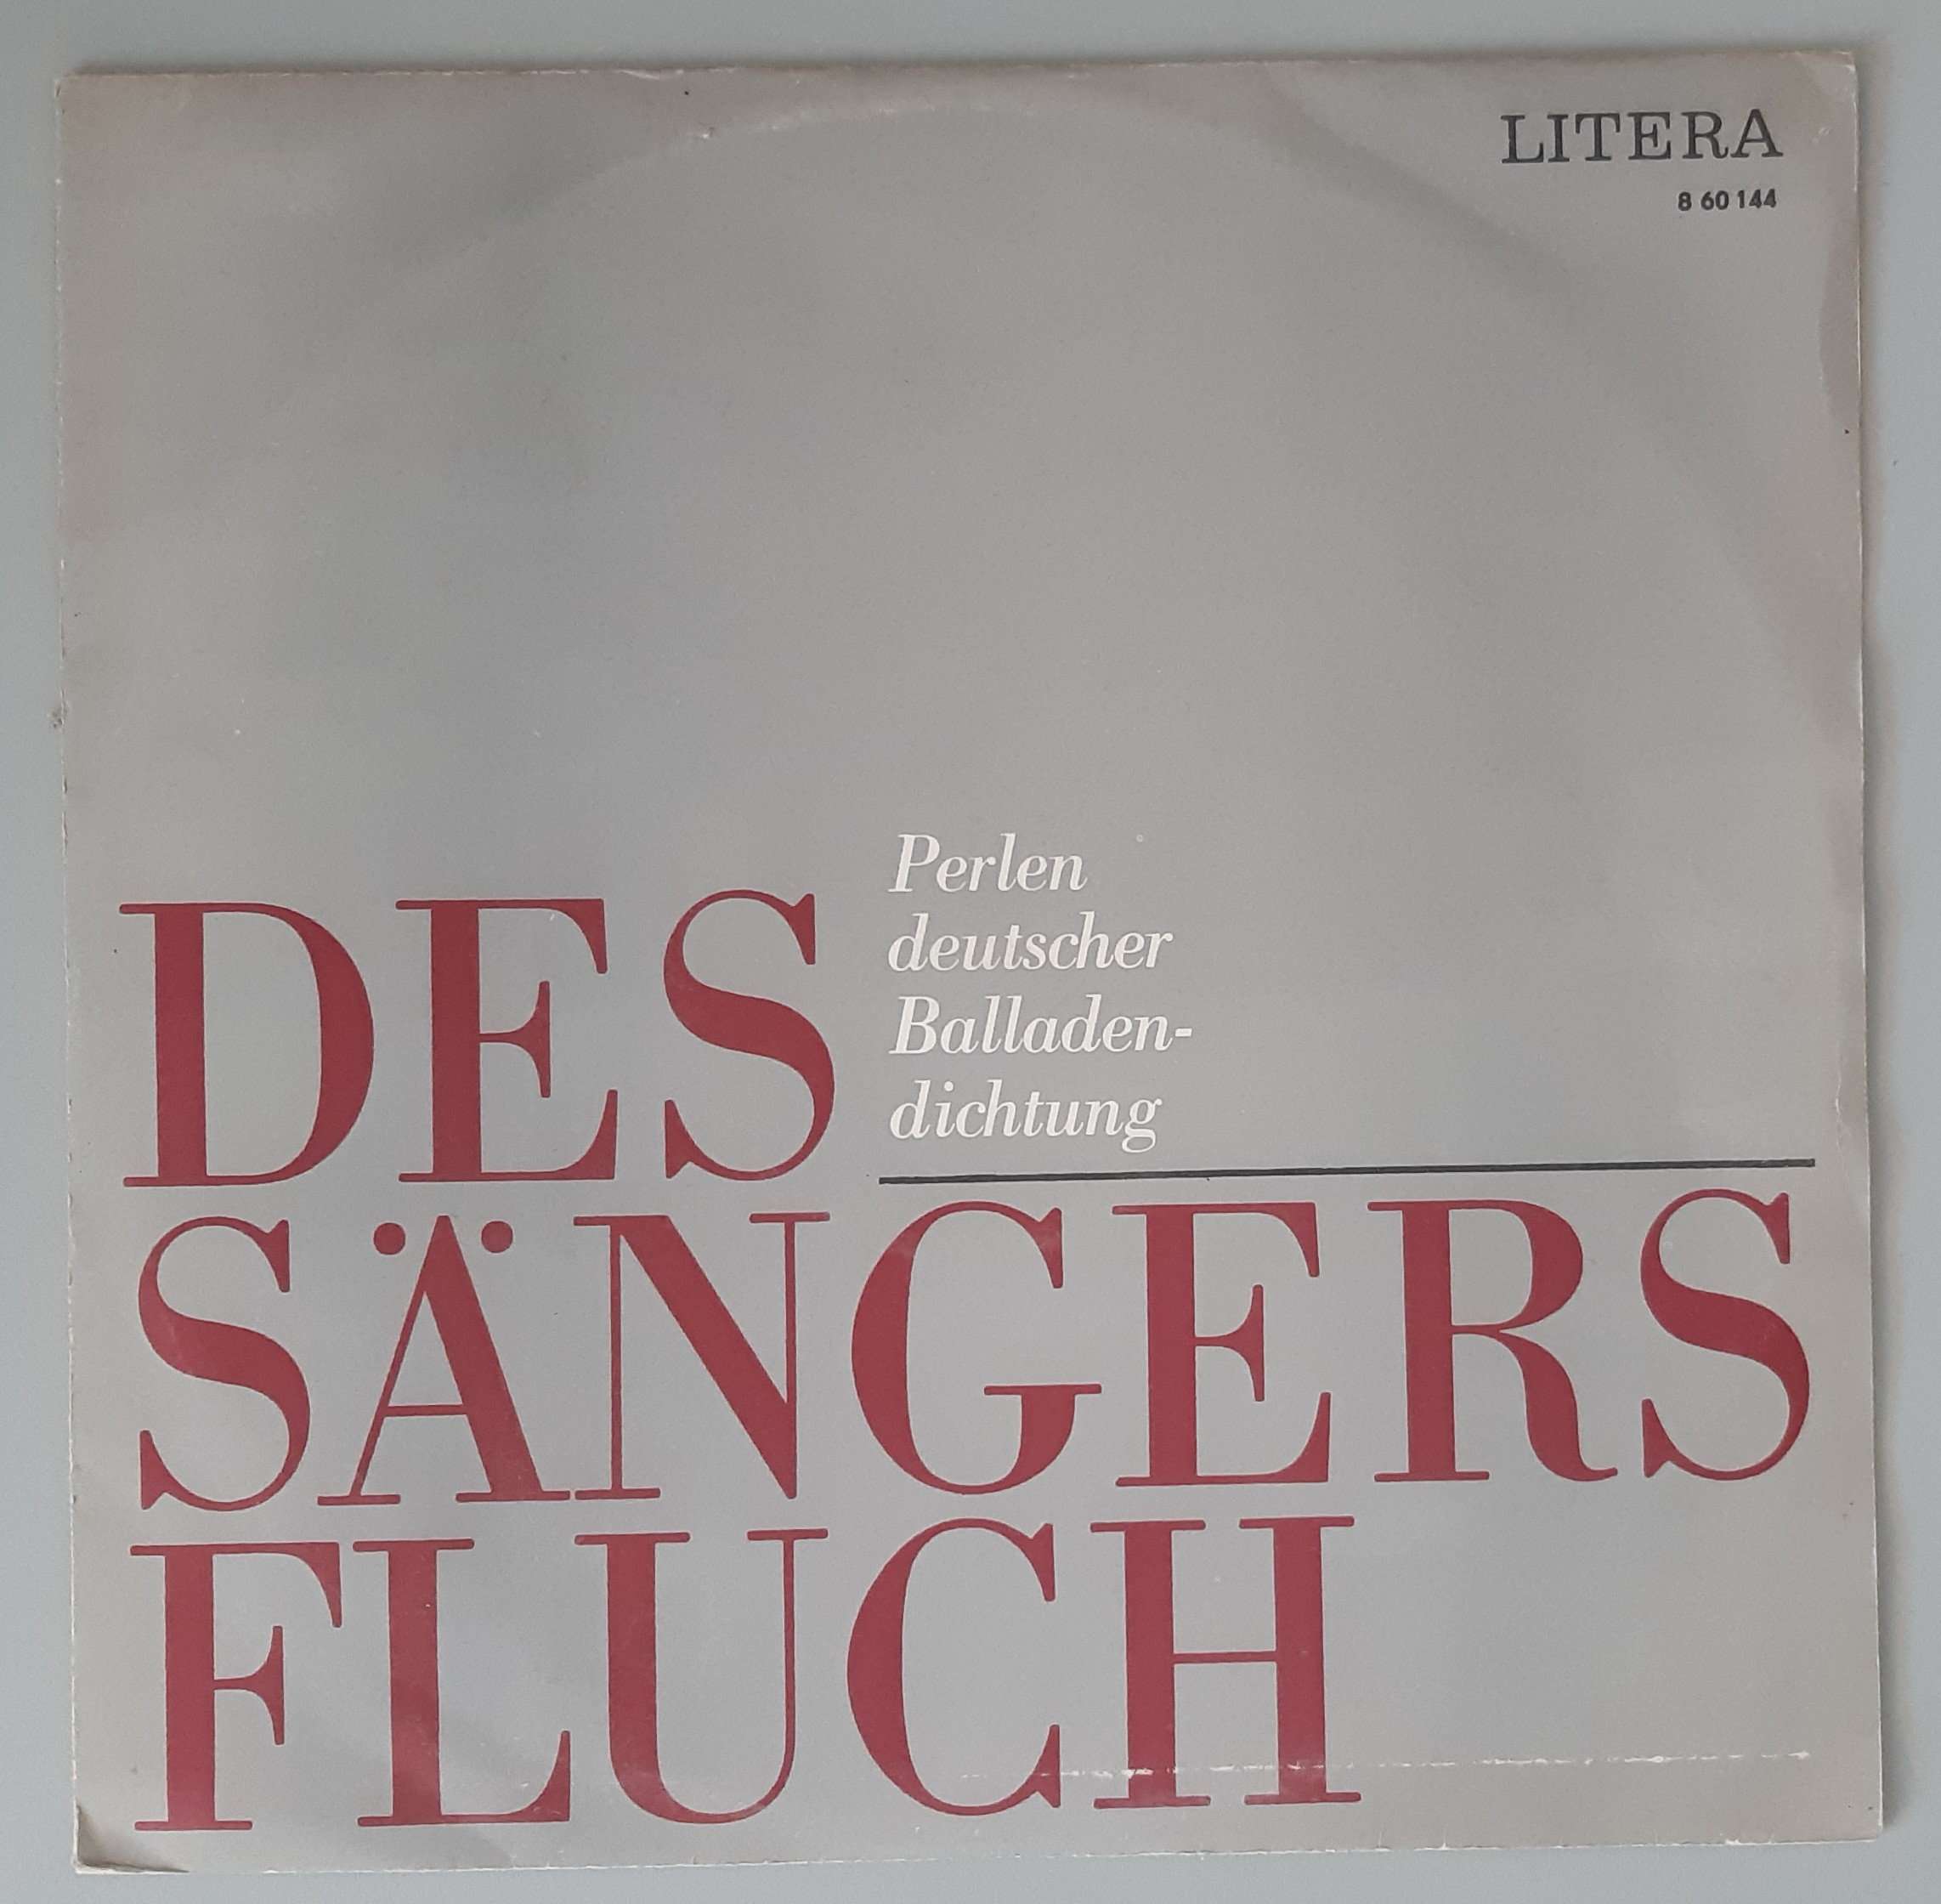 LITERA
8 60 144
Perlen
deutscher
Balladen-
dichtung
DES
SÄNGERS
FLUCH